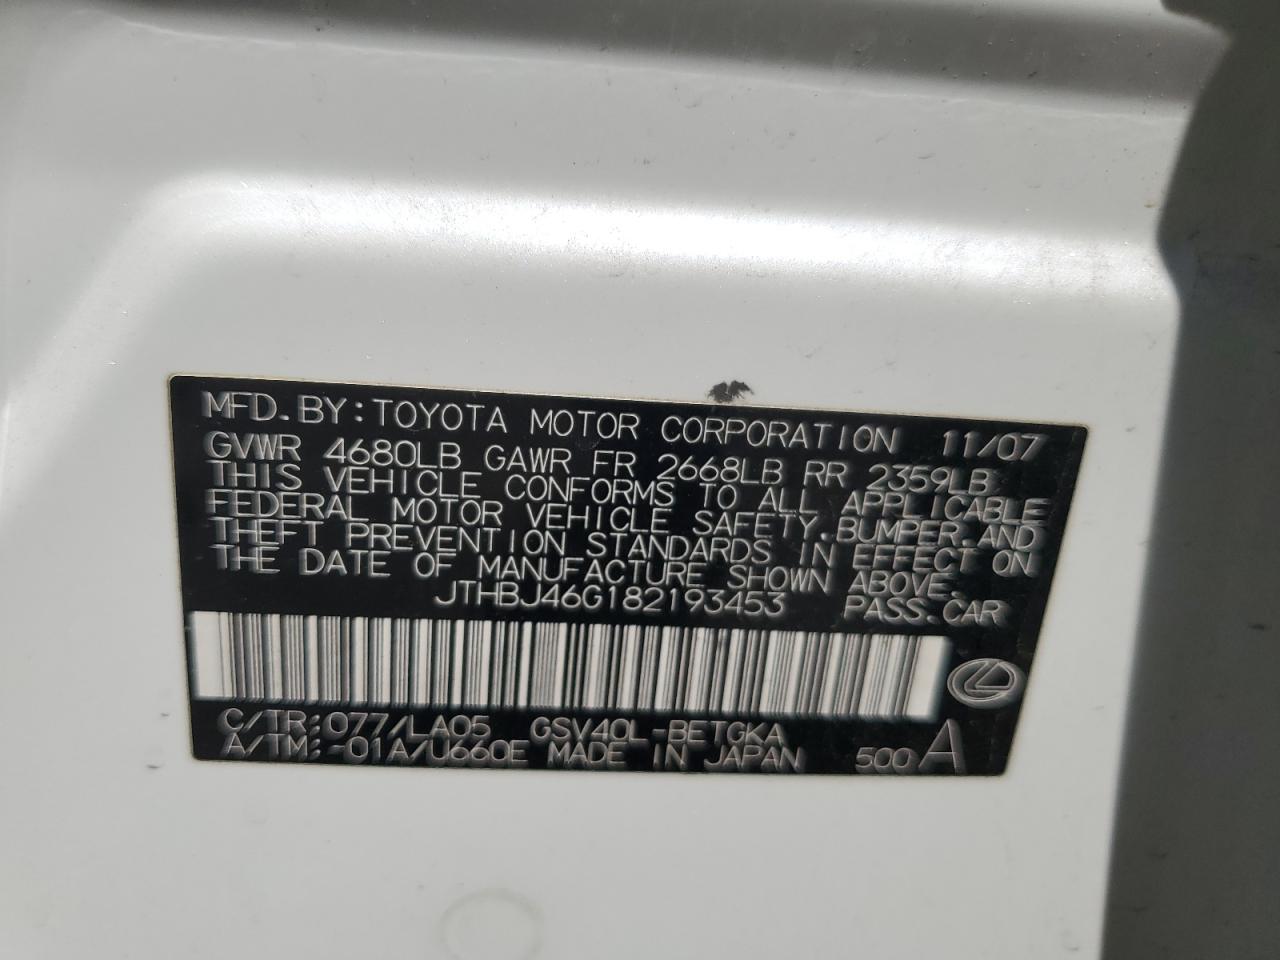 MFD.BY:TOYOTA MOTOR CORPORATION 11/07
GVWR 4680LB GAWR FR 2668LB RR 2359LB
THIS VEHICLE CONFORMS TO ALL APPLICABLE
FEDERAL MOTOR VEHICLE SAFETY,BUMPER,AND
THEFT PREVENTION STANDARDS IN EFFECT ON
THE DATE OF MANUFACTURE SHOWN ABOVE.
JTHBJ46G182193453 PASS.CAR
C/TR:077/LA05 GSV40L-BETGKA
A/TM:-01A/U660E MADE IN JAPAN 500 A